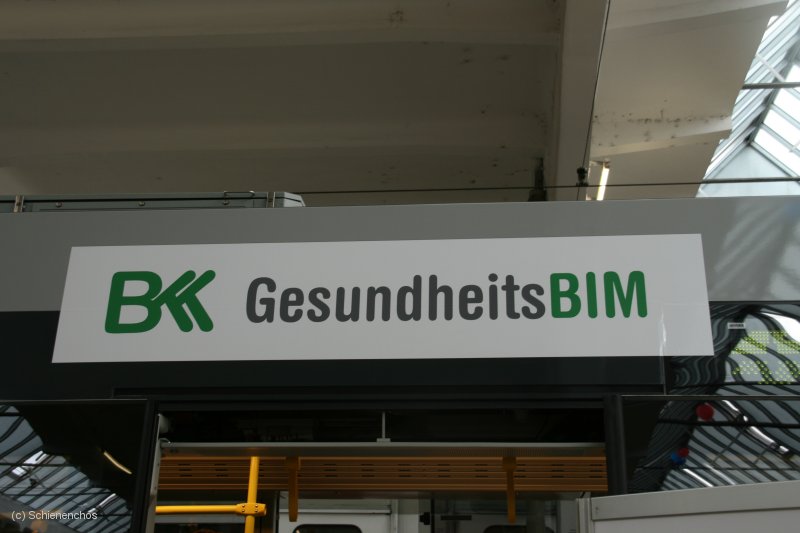 BKK GesundheitsBIM
(c) Schienenchos